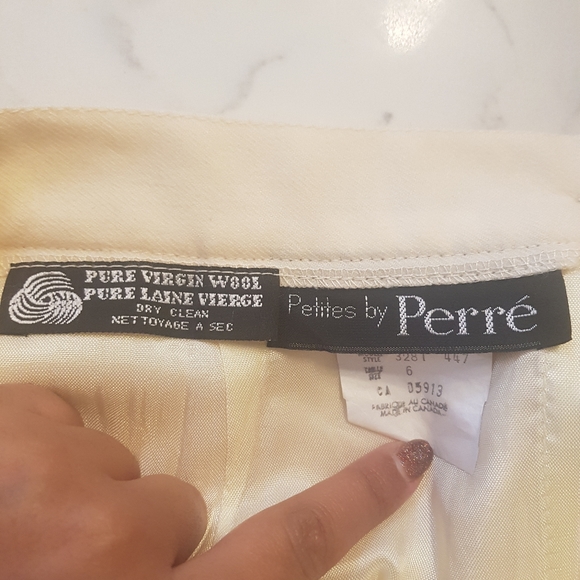 PURE VIRGIN WOOL
PURE LAINE VIERGE
DRY CLEAN
NETTOYAGE A SEC
Petites by Perré
STYLE 3281 447
SIZE 6
CA 05913
FABRIQUE AU CANADA
MADE IN CANADA